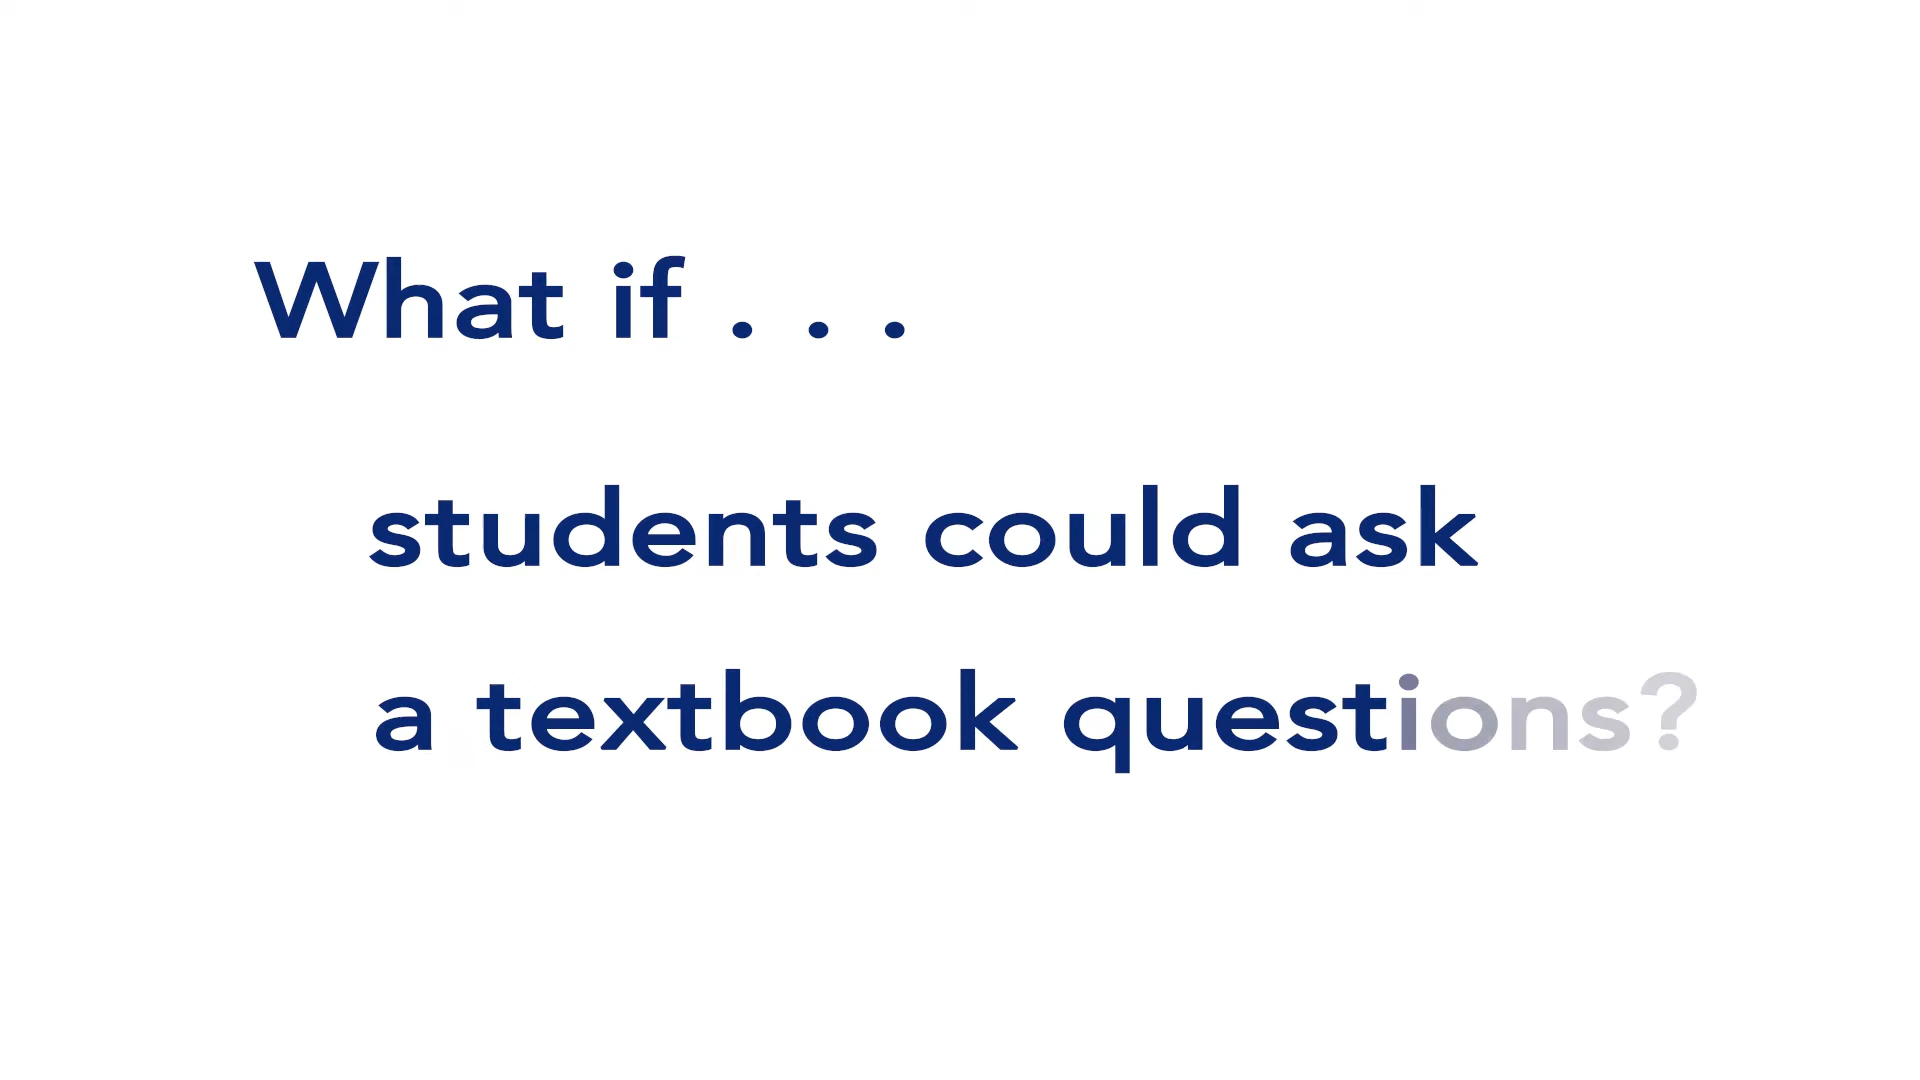 What if . . .
students could ask
a textbook questions?